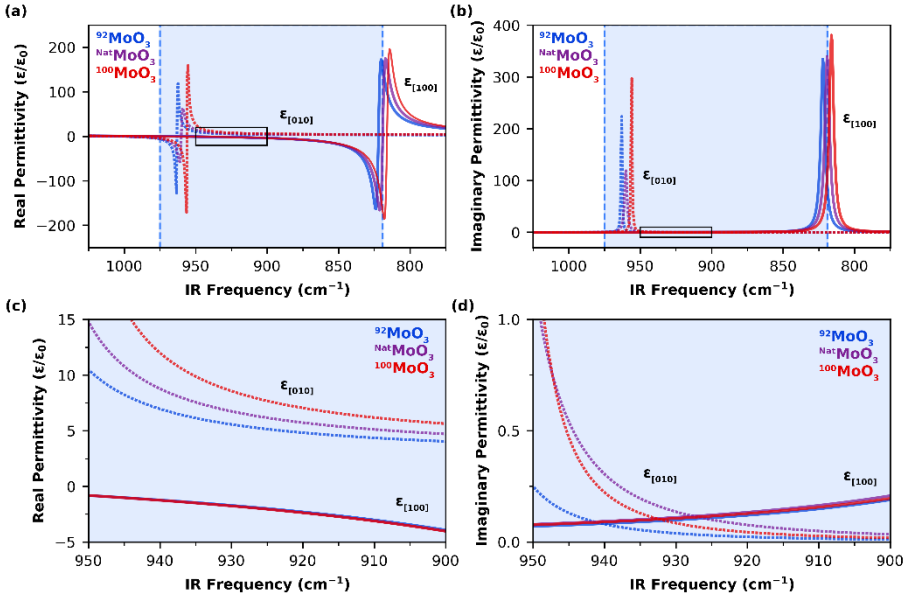 (a)
Real Permittivity (ε/ε₀)
200
100
0
−100
−200
⁹²MoO₃
ᴺᵃᵗMoO₃
¹⁰⁰MoO₃
ε[100]
ε[010]
1000 950 900 850 800
IR Frequency (cm⁻¹)
(b)
Imaginary Permittivity (ε/ε₀)
400
300
200
100
0
⁹²MoO₃
ᴺᵃᵗMoO₃
¹⁰⁰MoO₃
ε[100]
ε[010]
1000 950 900 850 800
IR Frequency (cm⁻¹)
(c)
Real Permittivity (ε/ε₀)
15
10
5
0
−5
⁹²MoO₃
ᴺᵃᵗMoO₃
¹⁰⁰MoO₃
ε[010]
ε[100]
950 940 930 920 910 900
IR Frequency (cm⁻¹)
(d)
Imaginary Permittivity (ε/ε₀)
1.0
0.5
0.0
⁹²MoO₃
ᴺᵃᵗMoO₃
¹⁰⁰MoO₃
ε[010]
ε[100]
950 940 930 920 910 900
IR Frequency (cm⁻¹)